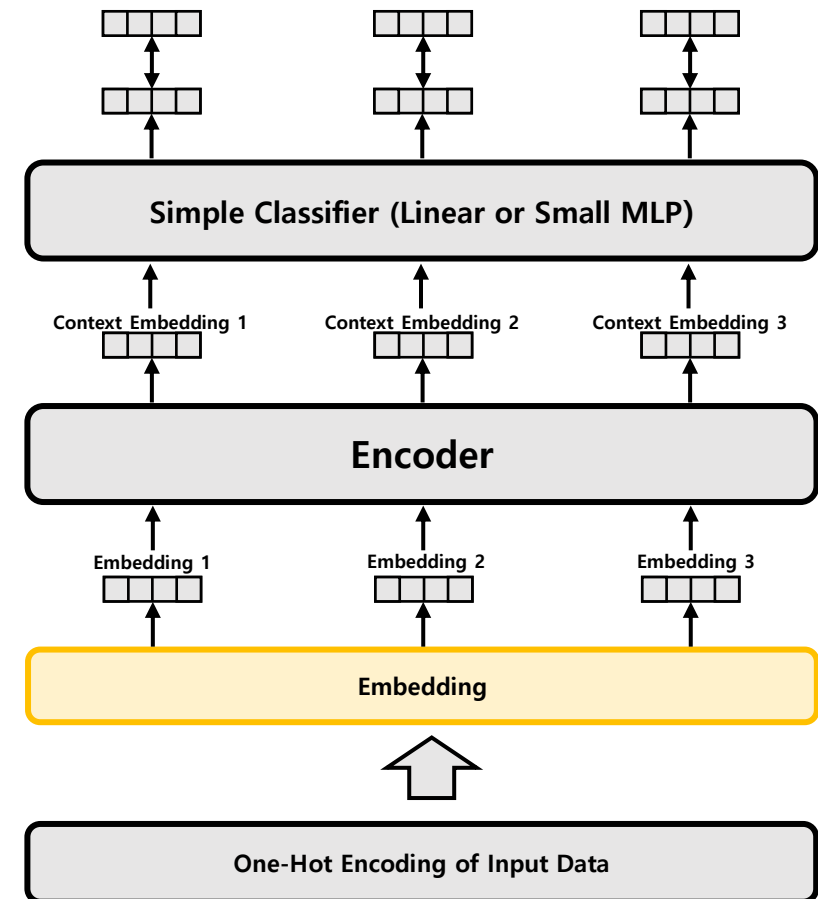 Simple Classifier (Linear or Small MLP)
Context Embedding 1
Context Embedding 2
Context Embedding 3
Encoder
Embedding 1
Embedding 2
Embedding 3
Embedding
One-Hot Encoding of Input Data